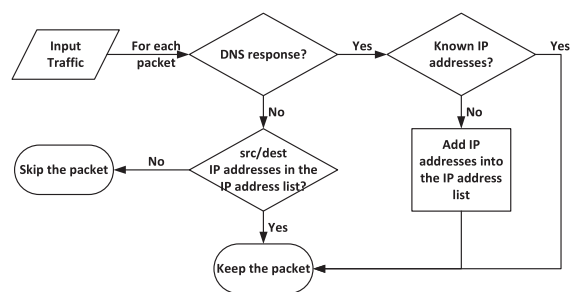 Input
Traffic
For each
packet
DNS response?
Yes
Known IP
addresses?
Yes
No
No
src/dest
IP addresses in the
IP address list?
No
Skip the packet
Add IP
addresses into
the IP address
list
Yes
Keep the packet